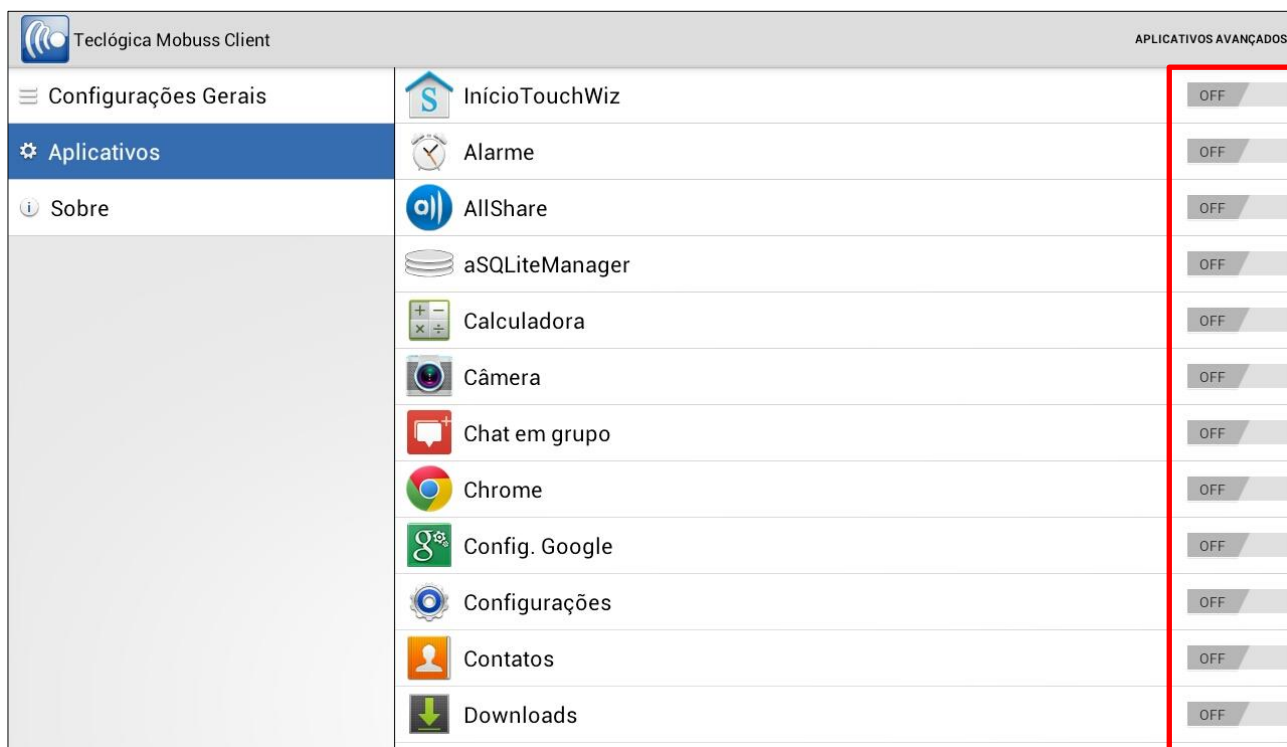 Teclógica Mobuss Client
APLICATIVOS AVANÇADOS
Configurações Gerais
Aplicativos
Sobre
InícioTouchWiz OFF
Alarme OFF
AllShare OFF
aSQLiteManager OFF
Calculadora OFF
Câmera OFF
Chat em grupo OFF
Chrome OFF
Config. Google OFF
Configurações OFF
Contatos OFF
Downloads OFF